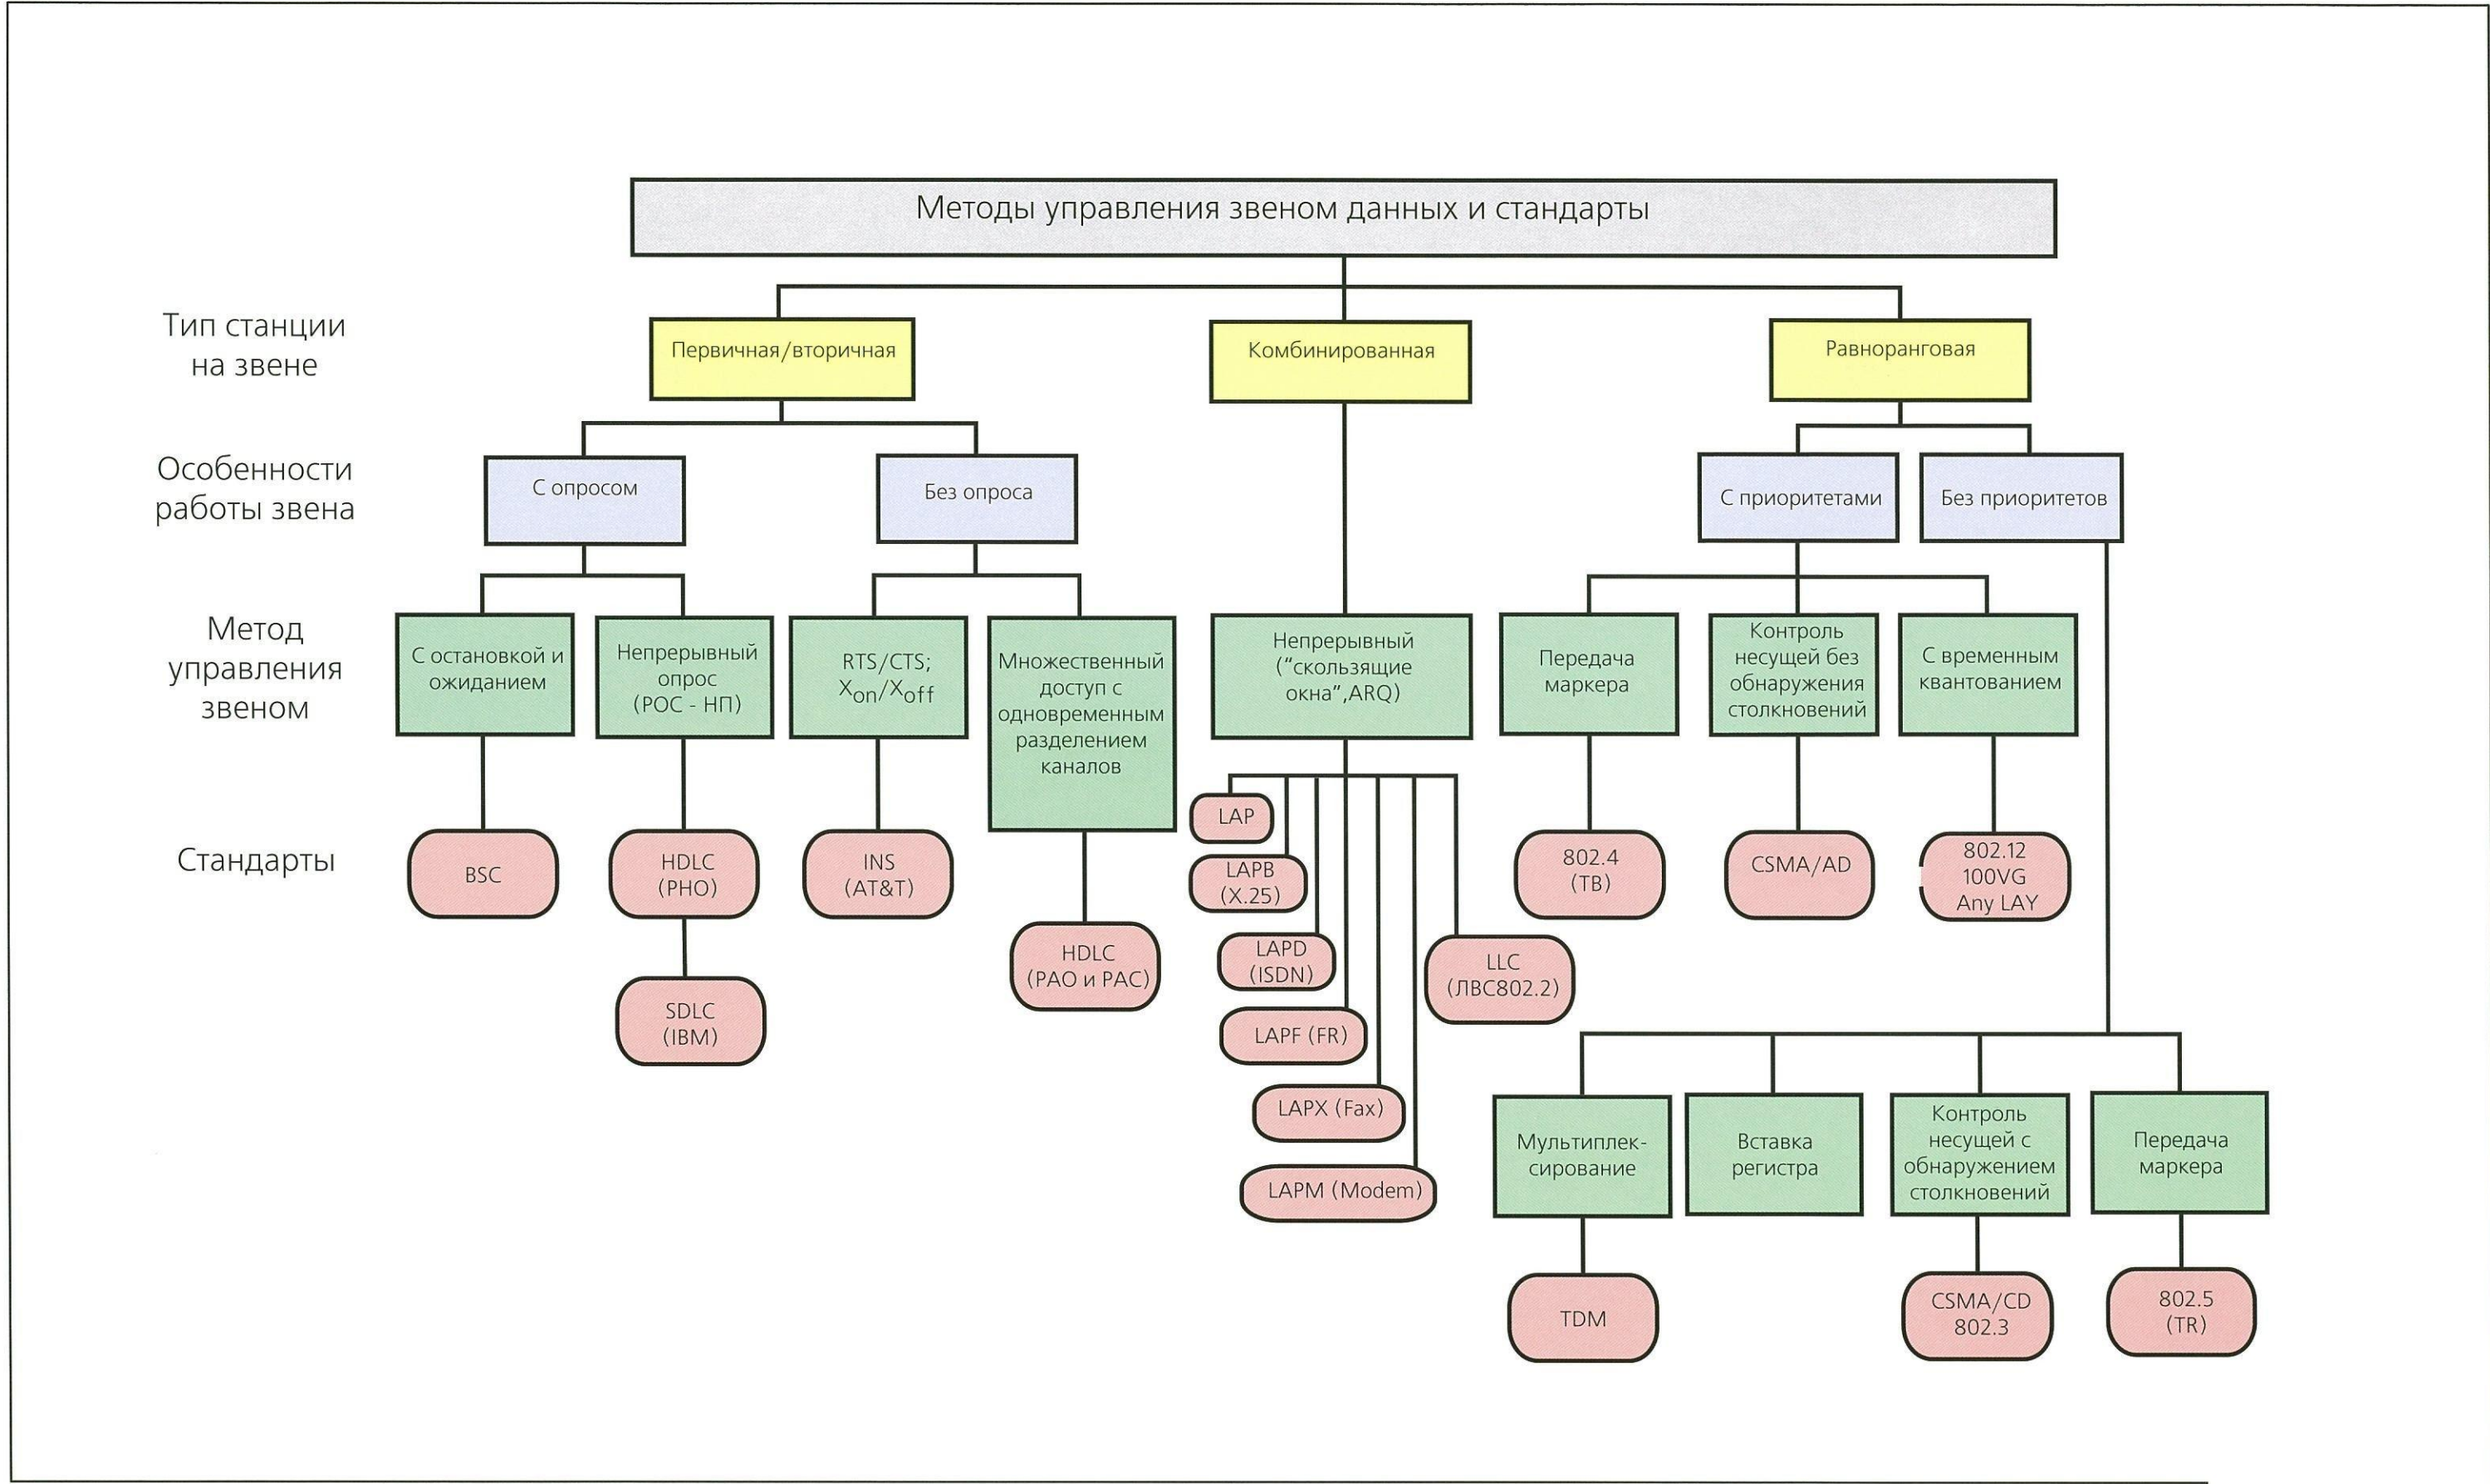 Методы управления звеном данных и стандарты
Тип станции
на звене
Первичная/вторичная
Комбинированная
Равноранговая
Особенности
работы звена
С опросом
Без опроса
С приоритетами
Без приоритетов
Метод
управления
звеном
С остановкой и
ожиданием
Непрерывный
опрос
(РОС - НП)
RTS/CTS;
Xon/Xoff
Множественный
доступ с
одновременным
разделением
каналов
Непрерывный
(“скользящие
окна”,ARQ)
Передача
маркера
Контроль
несущей без
обнаружения
столкновений
С временным
квантованием
Стандарты
BSC
HDLC
(РНО)
SDLC
(IBM)
INS
(AT&T)
HDLC
(РАО и РАС)
LAP
LAPB
(X.25)
LAPD
(ISDN)
LAPF (FR)
LAPX (Fax)
LAPM (Modem)
LLC
(ЛВС802.2)
802.4
(TB)
CSMA/AD
802.12
100VG
Any LAY
Мультиплек-
сирование
Вставка
регистра
Контроль
несущей с
обнаружением
столкновений
Передача
маркера
TDM
CSMA/CD
802.3
802.5
(TR)